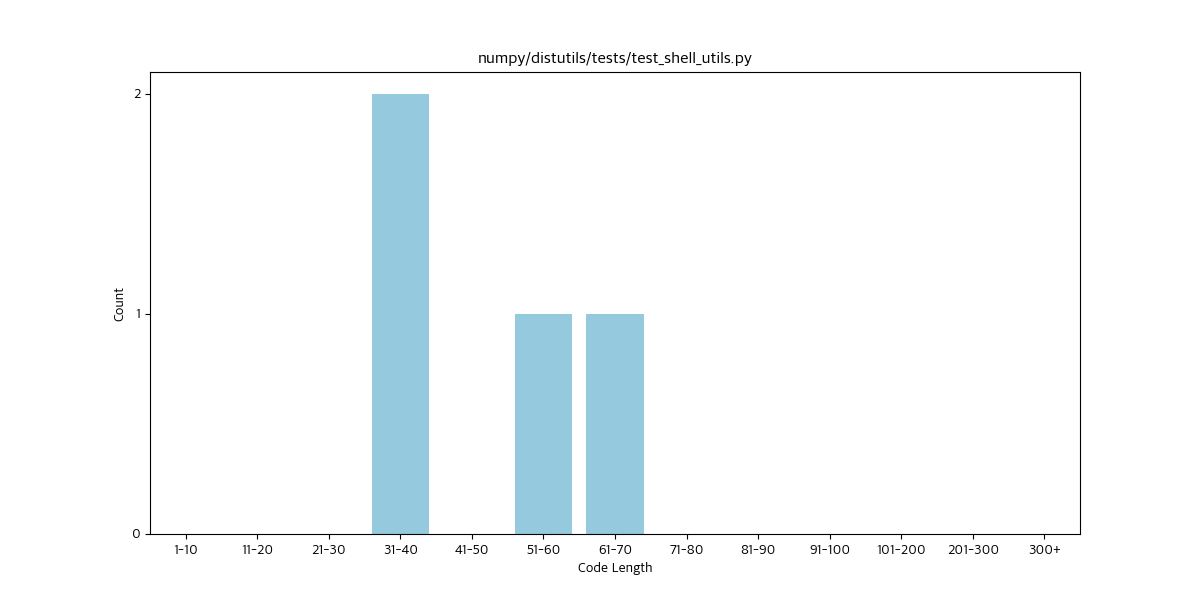 numpy/distutils/tests/test_shell_utils.py
2
1
0
Count
1-10 11-20 21-30 31-40 41-50 51-60 61-70 71-80 81-90 91-100 101-200 201-300 300+
Code Length